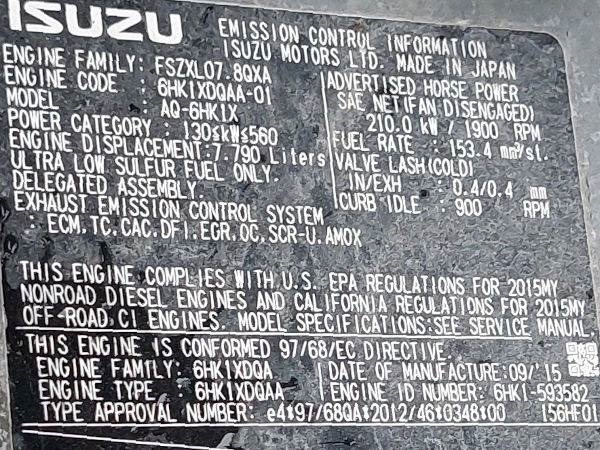 ISUZU
EMISSION CONTROL INFORMATION
ISUZU MOTORS LTD. MADE IN JAPAN
ENGINE FAMILY: FSZXL07.8QXA
ENGINE CODE : 6HK1XDQAA-01
MODEL : AQ-6HK1X
POWER CATEGORY : 130≤kW≤560
ENGINE DISPLACEMENT:7.790 Liters
ULTRA LOW SULFUR FUEL ONLY.
DELEGATED ASSEMBLY.
EXHAUST EMISSION CONTROL SYSTEM
: ECM,TC,CAC,DFI,EGR,OC,SCR-U,AMOX
ADVERTISED HORSE POWER
SAE NET(FAN:DISENGAGED)
210.0 kW / 1900 RPM
FUEL RATE : 153.4 mm³/st.
VALVE LASH(COLD)
IN/EXH : 0.4/0.4 mm
CURB IDLE : 900 RPM
THIS ENGINE COMPLIES WITH U.S. EPA REGULATIONS FOR 2015MY
NONROAD DIESEL ENGINES AND CALIFORNIA REGULATIONS FOR 2015MY
OFF-ROAD CI ENGINES. MODEL SPECIFICATIONS:SEE SERVICE MANUAL.
THIS ENGINE IS CONFORMED 97/68/EC DIRECTIVE.
ENGINE FAMILY: 6HK1XDQA
DATE OF MANUFACTURE:09/'15
ENGINE TYPE : 6HK1XDQAA
ENGINE ID NUMBER: 6HK1-593582
TYPE APPROVAL NUMBER: e4*97/68QA*2012/46*0348*00
156HF01